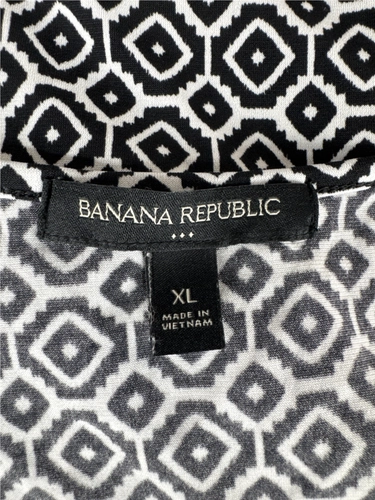 BANANA REPUBLIC
XL
MADE IN
VIETNAM